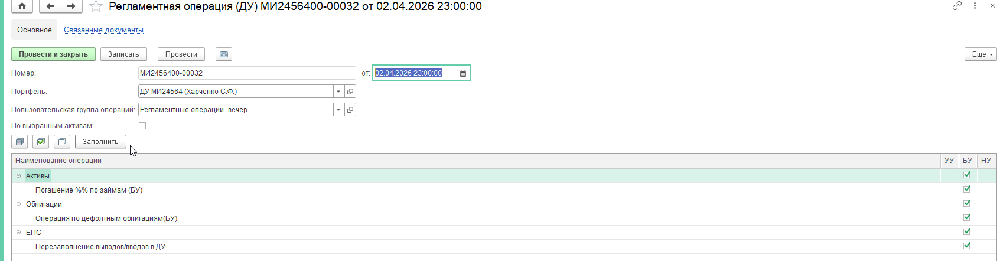 Регламентная операция (ДУ) МИ2456400-00032 от 02.04.2026 23:00:00
Основное Связанные документы
Провести и закрыть Записать Провести Еще
Номер: МИ2456400-00032 от: 02.04.2026 23:00:00
Портфель: ДУ МИ24564 (Харченко С.Ф.)
Пользовательская группа операций: Регламентные операции_вечер
По выбранным активам:
Заполнить
Наименование операции УУ БУ НУ
Активы
Погашение %% по займам (БУ)
Облигации
Операция по дефолтным облигациям(БУ)
ЕПС
Перезаполнение выводов/вводов в ДУ